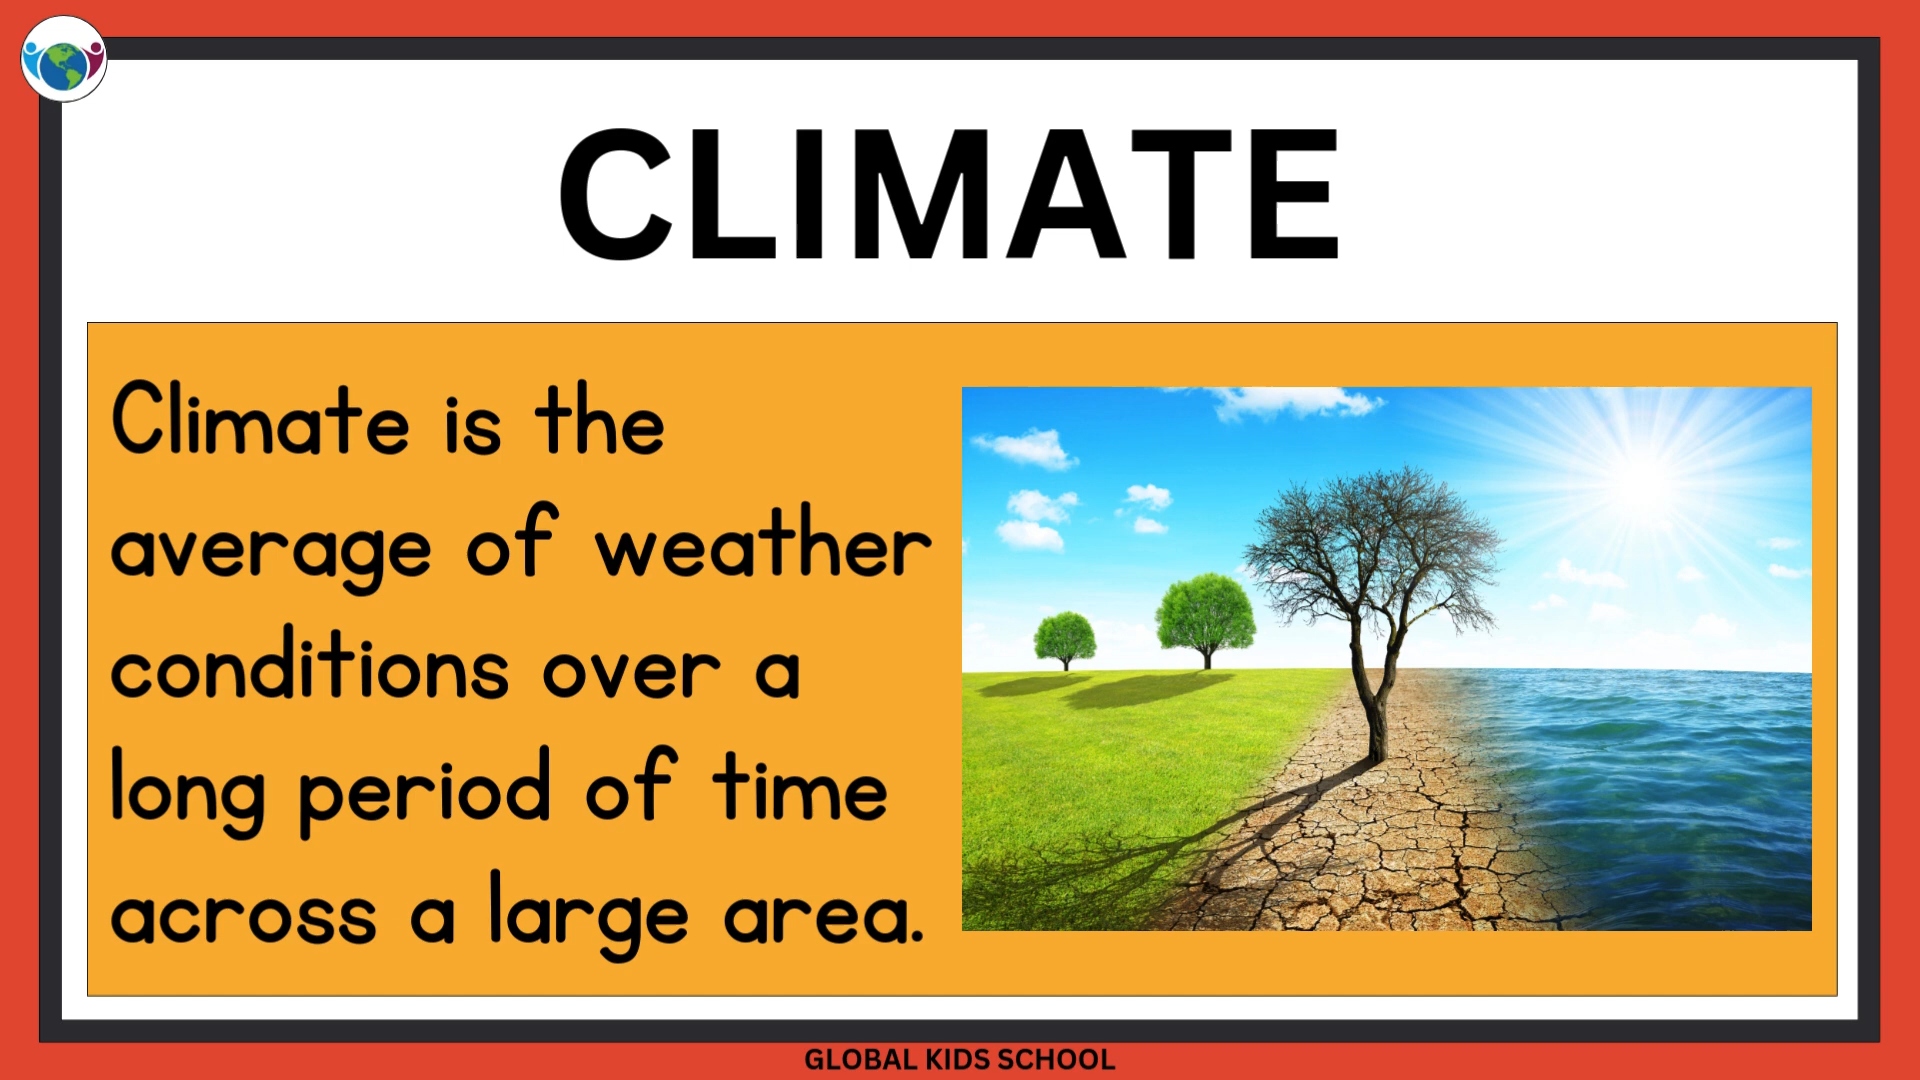 CLIMATE
Climate is the
average of weather
conditions over a
long period of time
across a large area.
GLOBAL KIDS SCHOOL